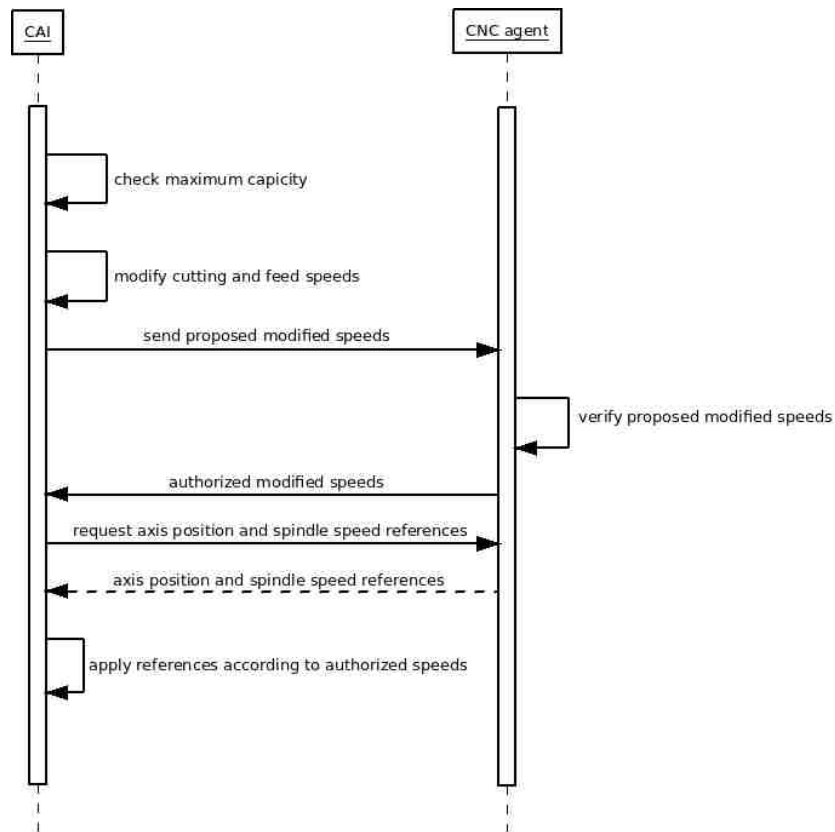 CAI
CNC agent
check maximum capicity
modify cutting and feed speeds
send proposed modified speeds
verify proposed modified speeds
authorized modified speeds
request axis position and spindle speed references
axis position and spindle speed references
apply references according to authorized speeds